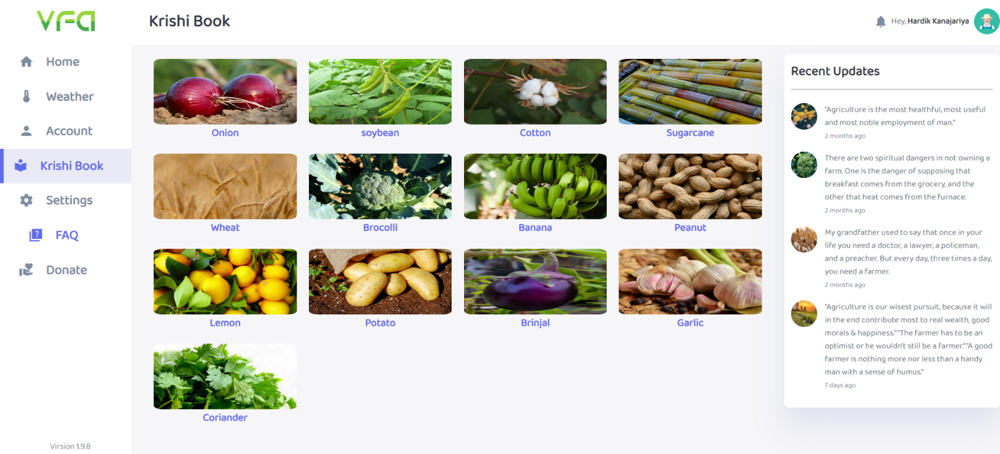 vFa
Krishi Book
Hey, Hardik Kanajariya
Home
Weather
Account
Krishi Book
Settings
FAQ
Donate
Virsion 1.9.8
Onion
soybean
Cotton
Sugarcane
Wheat
Brocolli
Banana
Peanut
Lemon
Potato
Brinjal
Garlic
Coriander
Recent Updates
"Agriculture is the most healthful, most useful
and most noble employment of man."
2 months ago
There are two spiritual dangers in not owning a
farm. One is the danger of supposing that
breakfast comes from the grocery, and the
other that heat comes from the furnace.
2 months ago
My grandfather used to say that once in your
life you need a doctor, a lawyer, a policeman,
and a preacher. But every day, three times a day,
you need a farmer.
2 months ago
"Agriculture is our wisest pursuit, because it will
in the end contribute most to real wealth, good
morals & happiness.""The farmer has to be an
optimist or he wouldn't still be a farmer.""A good
farmer is nothing more nor less than a handy
man with a sense of humus."
7 days ago